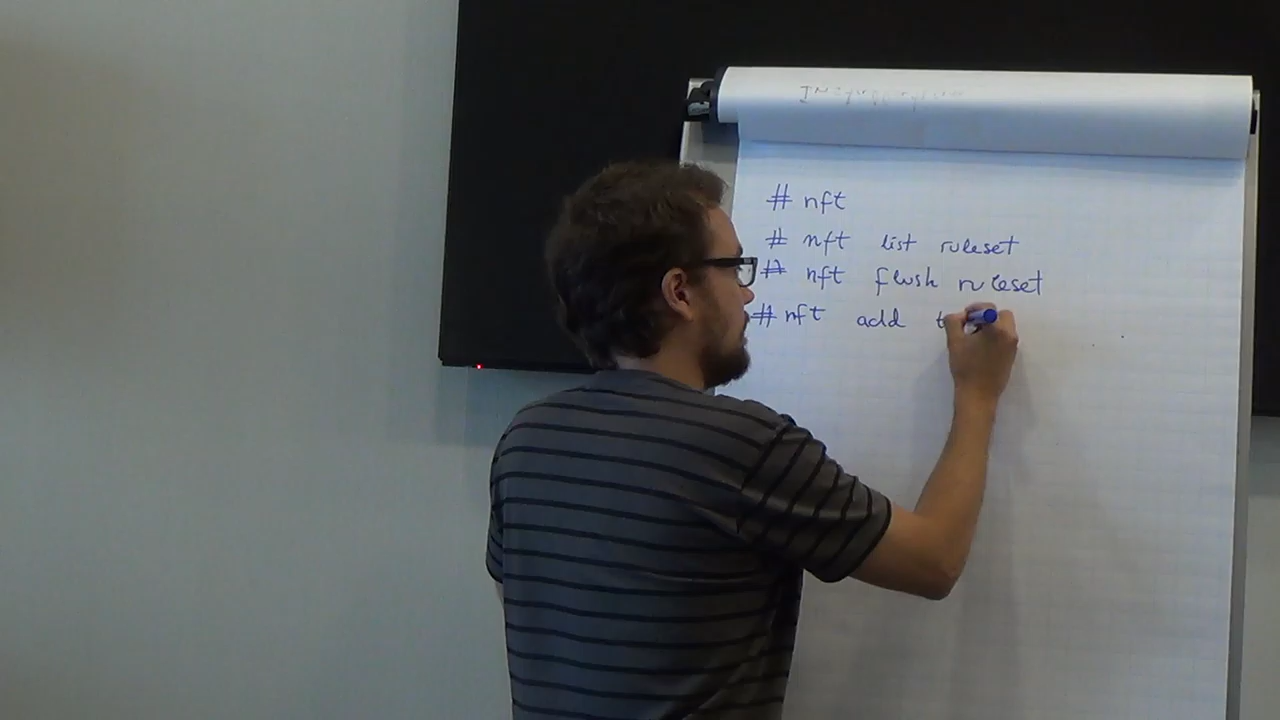 # nft
# nft list ruleset
# nft flush ruleset
# nft add t